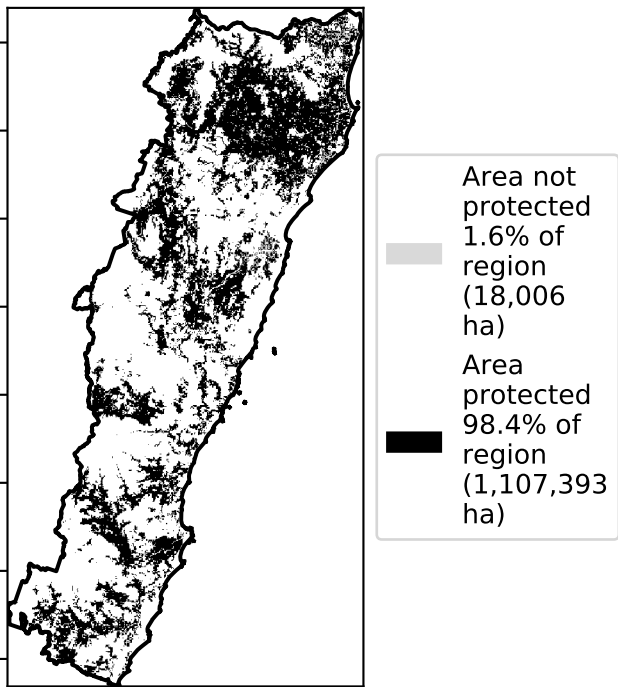 Area not
protected
1.6% of
region
(18,006
ha)
Area
protected
98.4% of
region
(1,107,393
ha)